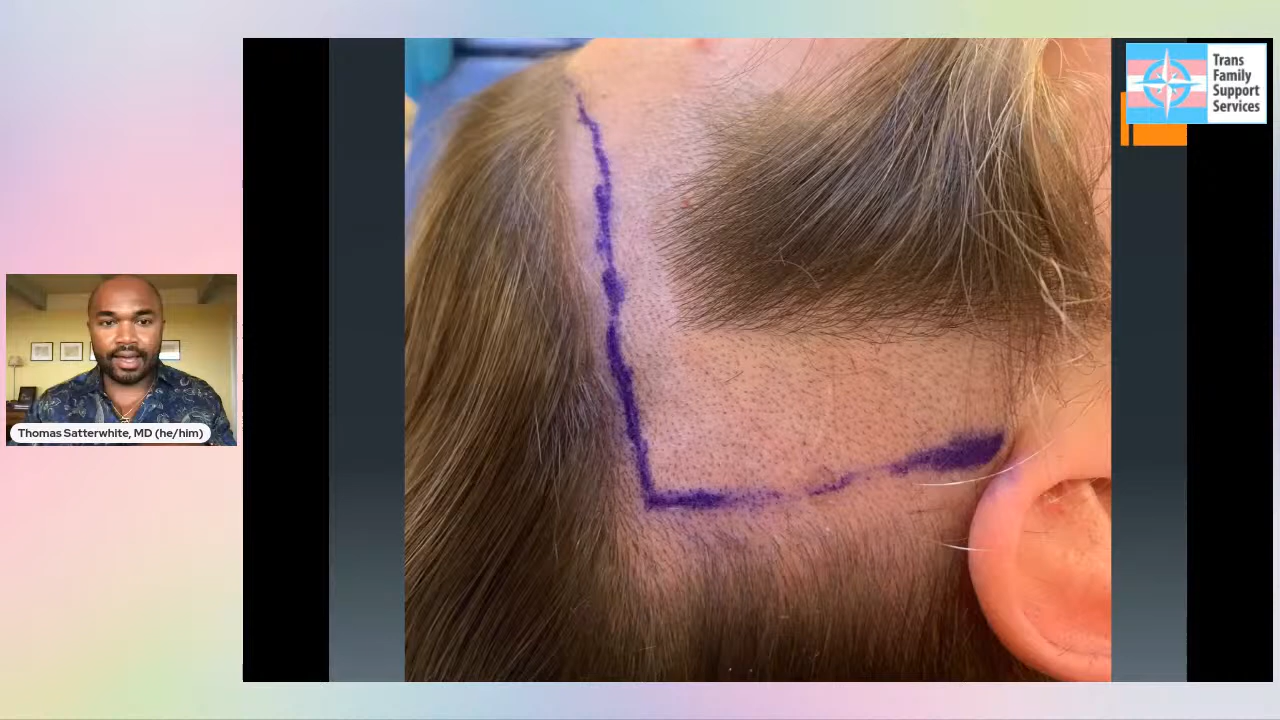 Trans
Family
Support
Services
Thomas Satterwhite, MD (he/him)